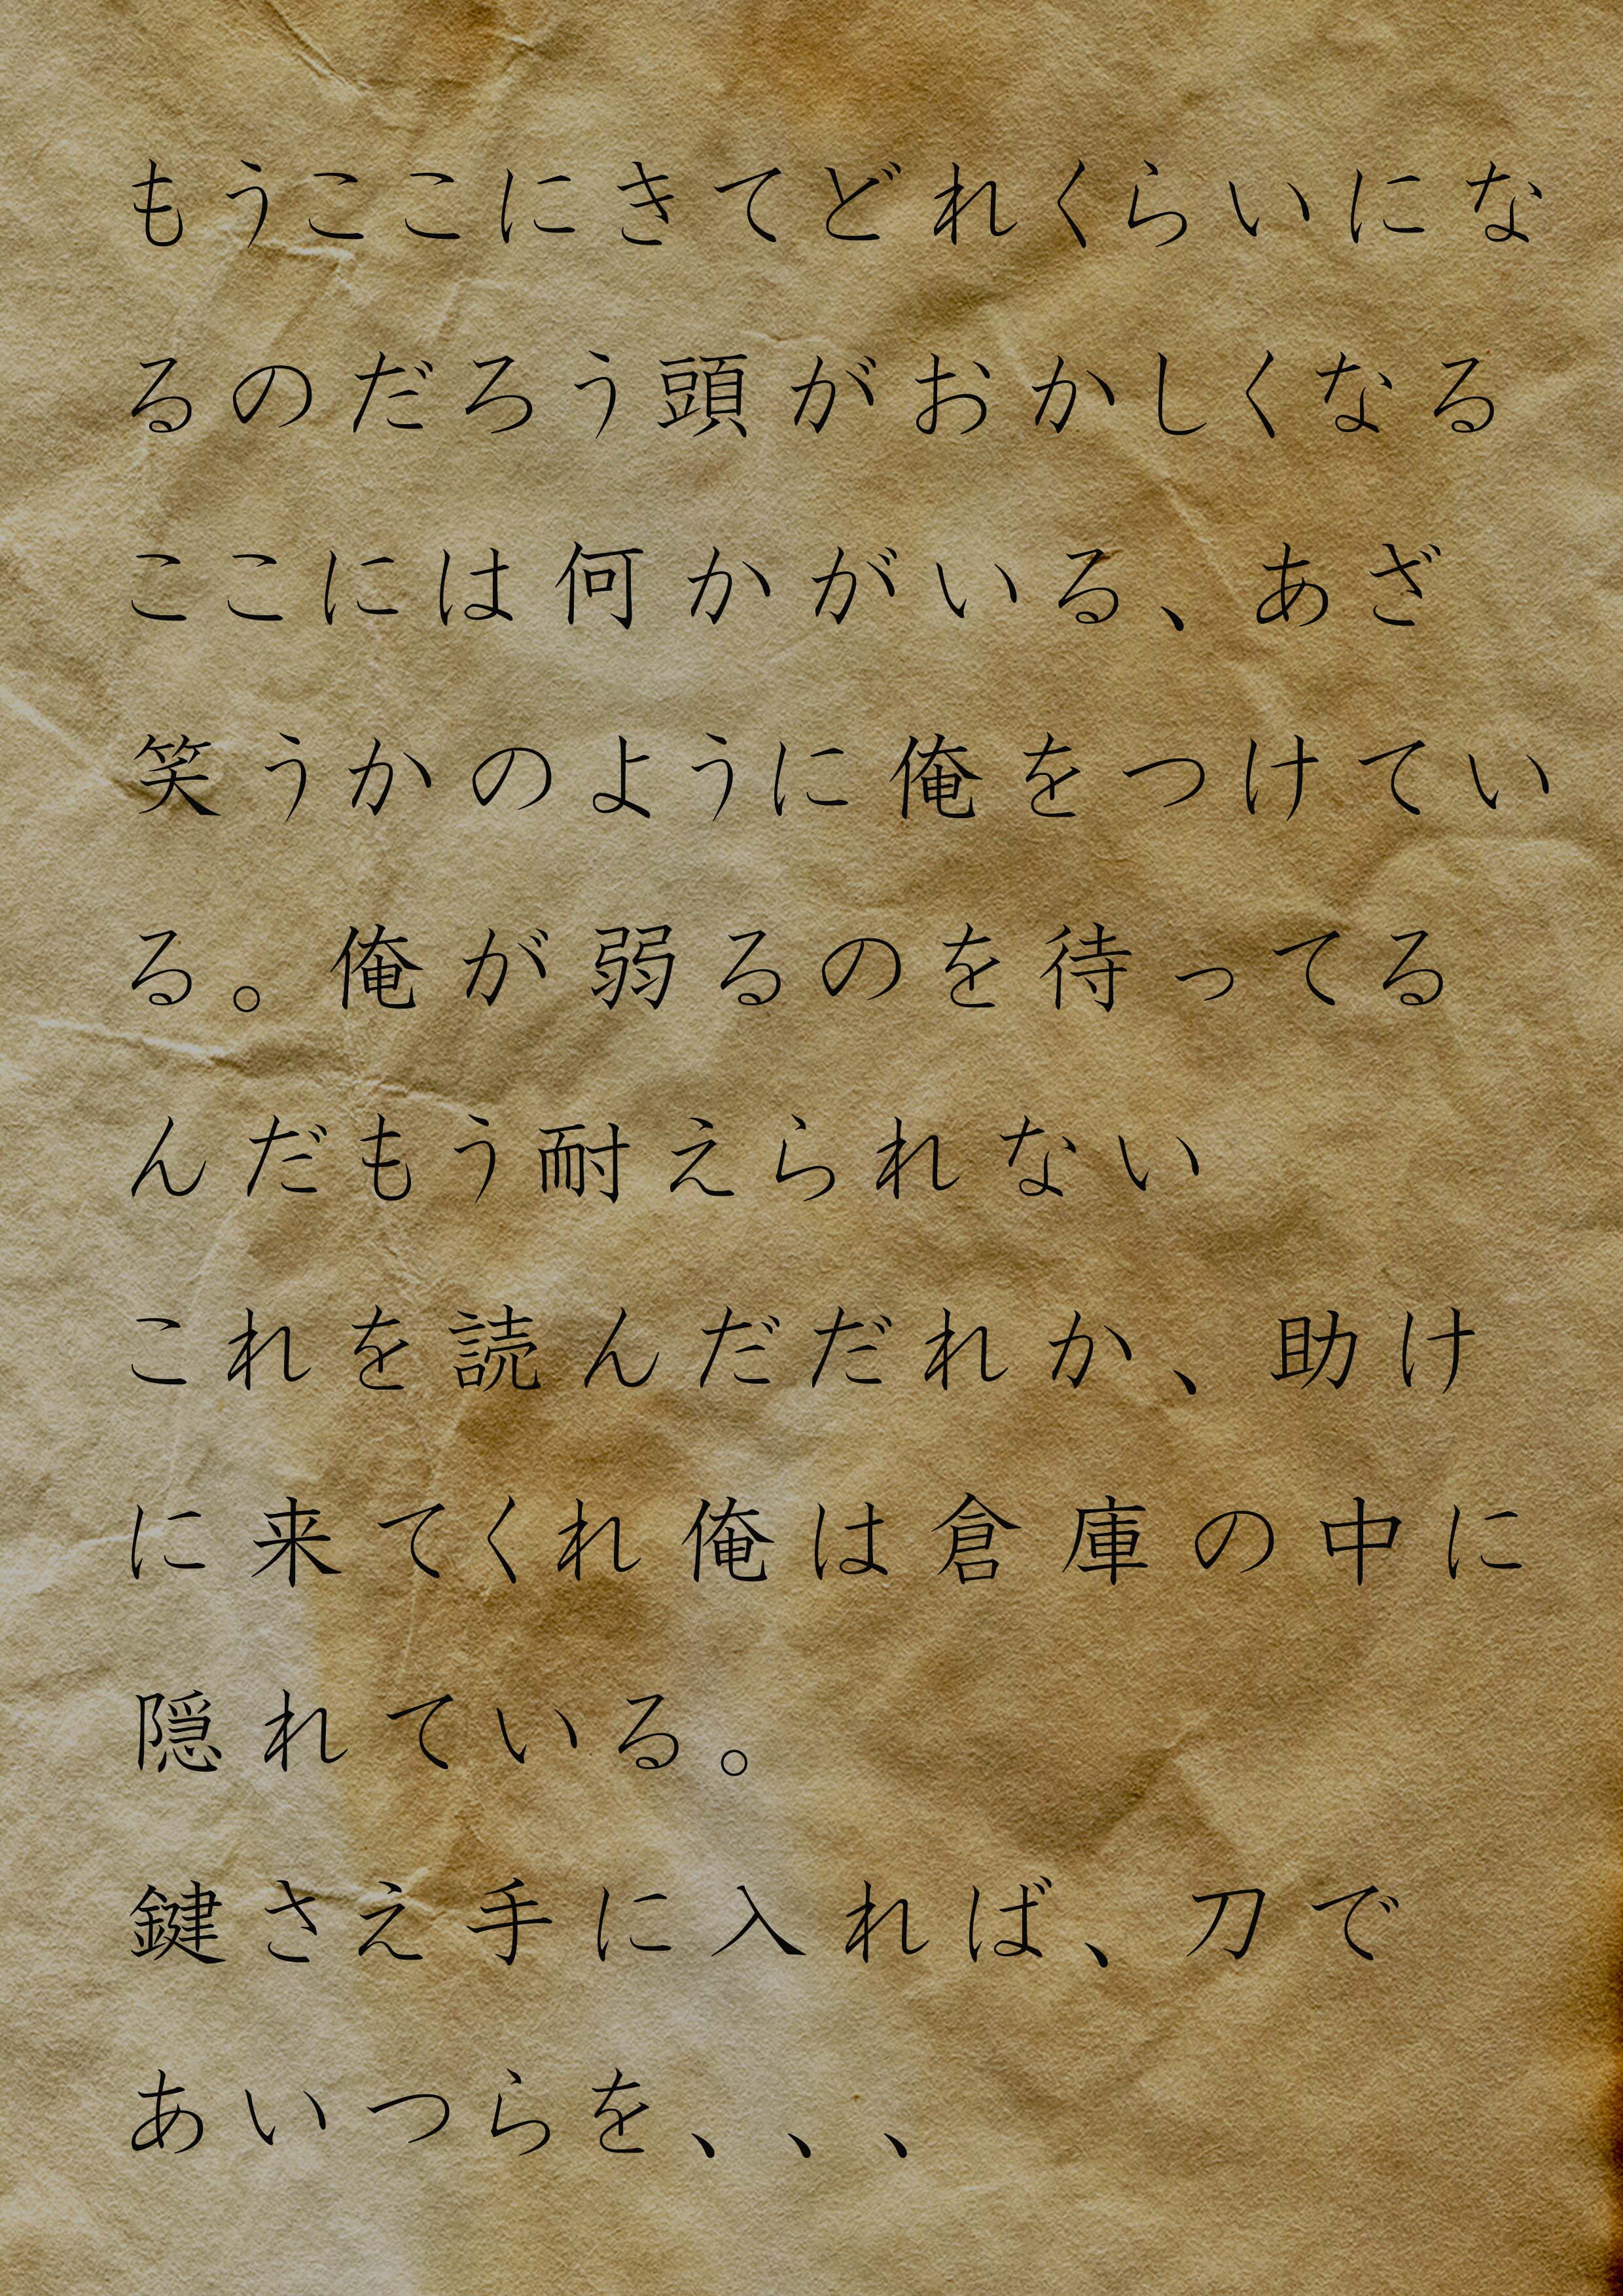 もうここにきてどれくらいにな
るのだろう頭がおかしくなる
ここには何かがいる、あざ
笑うかのように俺をつけてい
る。俺が弱るのを待ってる
んだもう耐えられない
これを読んだだれか、助け
に来てくれ俺は倉庫の中に
隠れている。
鍵さえ手に入れば、刀で
あいつらを、、、